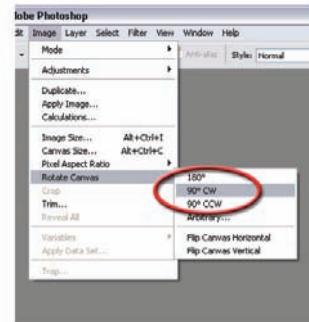 obe Photoshop
dit Image Layer Select Filter View Window Help
Anti-alias Style: Normal
Mode
Adjustments
Duplicate...
Apply Image...
Calculations...
Image Size... Alt+Ctrl+I
Canvas Size... Alt+Ctrl+C
Pixel Aspect Ratio
Rotate Canvas
Crop
Trim...
Reveal All
Variables
Apply Data Set...
Trap...
180°
90° CW
90° CCW
Arbitrary...
Flip Canvas Horizontal
Flip Canvas Vertical